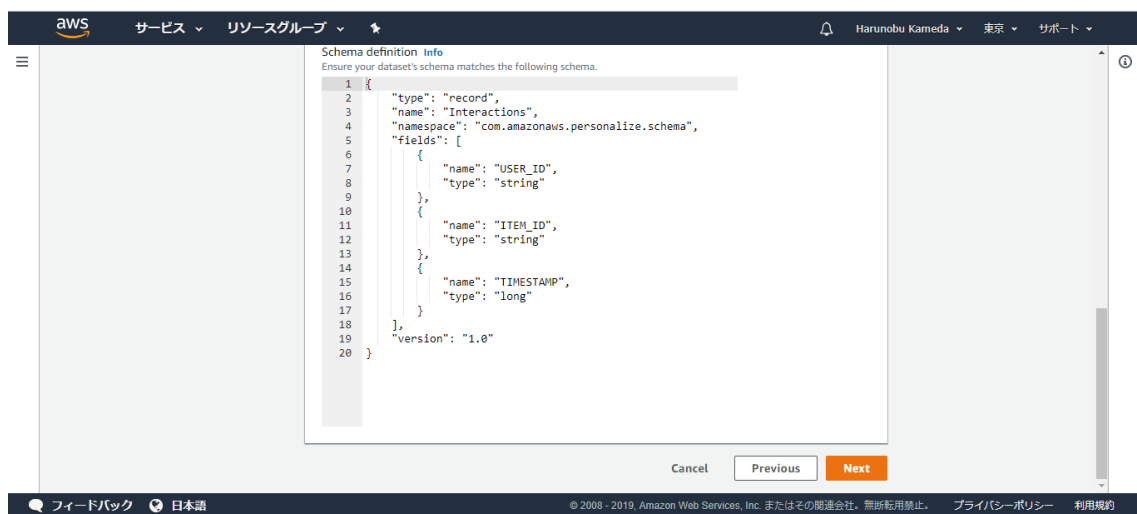 aws サービス リソースグループ Harunobu Kameda 東京 サポート
Schema definition Info
Ensure your dataset's schema matches the following schema.
1 {
2 "type": "record",
3 "name": "Interactions",
4 "namespace": "com.amazonaws.personalize.schema",
5 "fields": [
6 {
7 "name": "USER_ID",
8 "type": "string"
9 },
10 {
11 "name": "ITEM_ID",
12 "type": "string"
13 },
14 {
15 "name": "TIMESTAMP",
16 "type": "long"
17 }
18 ],
19 "version": "1.0"
20 }
Cancel Previous Next
フィードバック 日本語 © 2008 - 2019, Amazon Web Services, Inc. またはその関連会社。無断転用禁止。 プライバシーポリシー 利用規約